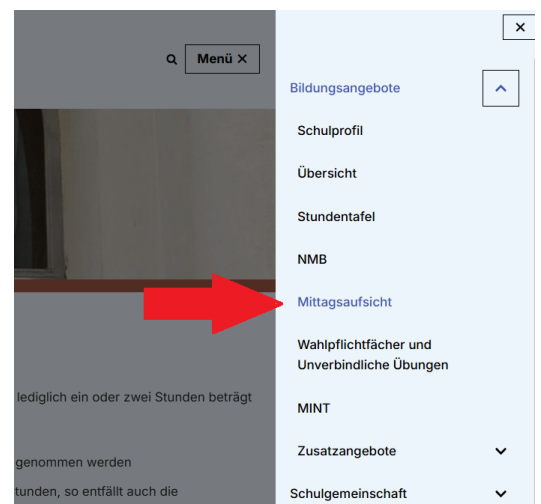 Menü
Bildungsangebote
Schulprofil
Übersicht
Stundentafel
NMB
Mittagsaufsicht
Wahlpflichtfächer und
Unverbindliche Übungen
lediglich ein oder zwei Stunden beträgt
MINT
Zusatzangebote
genommen werden
tunden, so entfällt auch die
Schulgemeinschaft